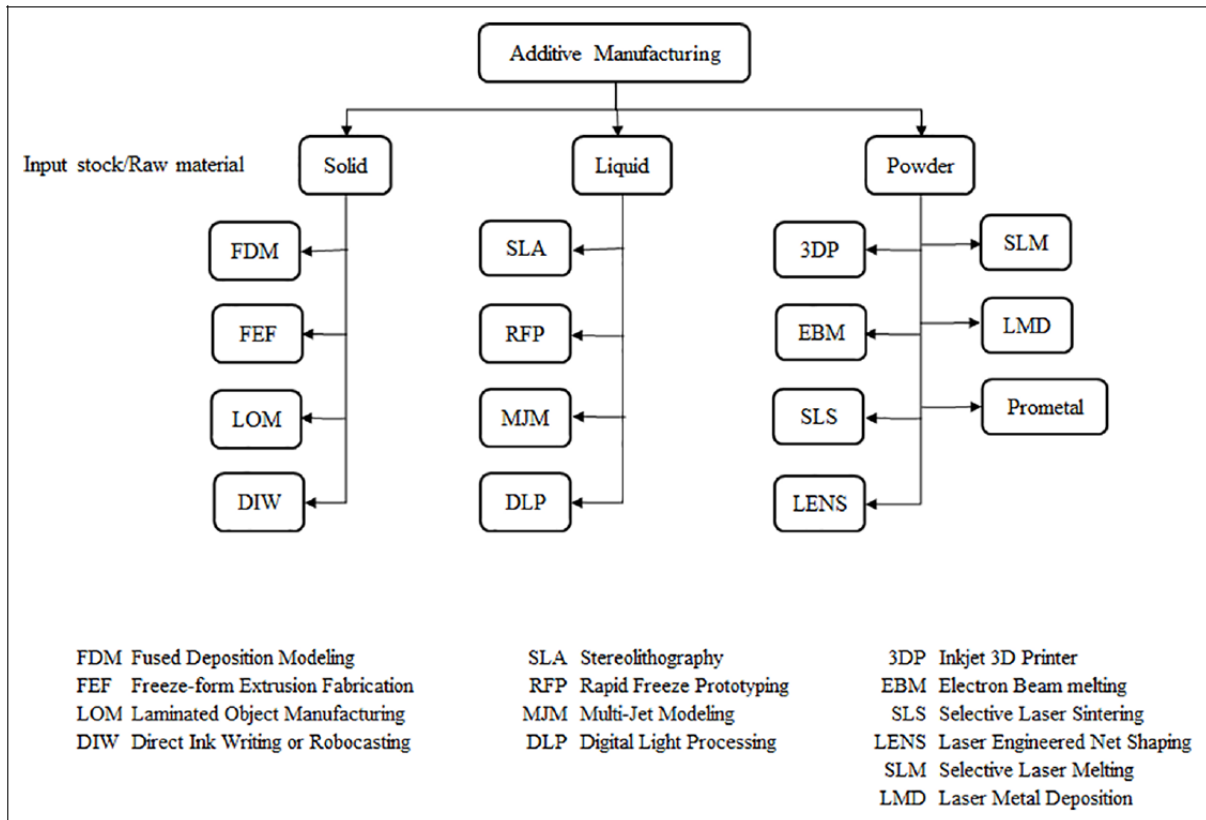 Additive Manufacturing
Input stock/Raw material
Solid
Liquid
Powder
FDM
FEF
LOM
DIW
SLA
RFP
MJM
DLP
3DP
EBM
SLS
LENS
SLM
LMD
Prometal
FDM Fused Deposition Modeling
FEF Freeze-form Extrusion Fabrication
LOM Laminated Object Manufacturing
DIW Direct Ink Writing or Robocasting
SLA Stereolithography
RFP Rapid Freeze Prototyping
MJM Multi-Jet Modeling
DLP Digital Light Processing
3DP Inkjet 3D Printer
EBM Electron Beam melting
SLS Selective Laser Sintering
LENS Laser Engineered Net Shaping
SLM Selective Laser Melting
LMD Laser Metal Deposition